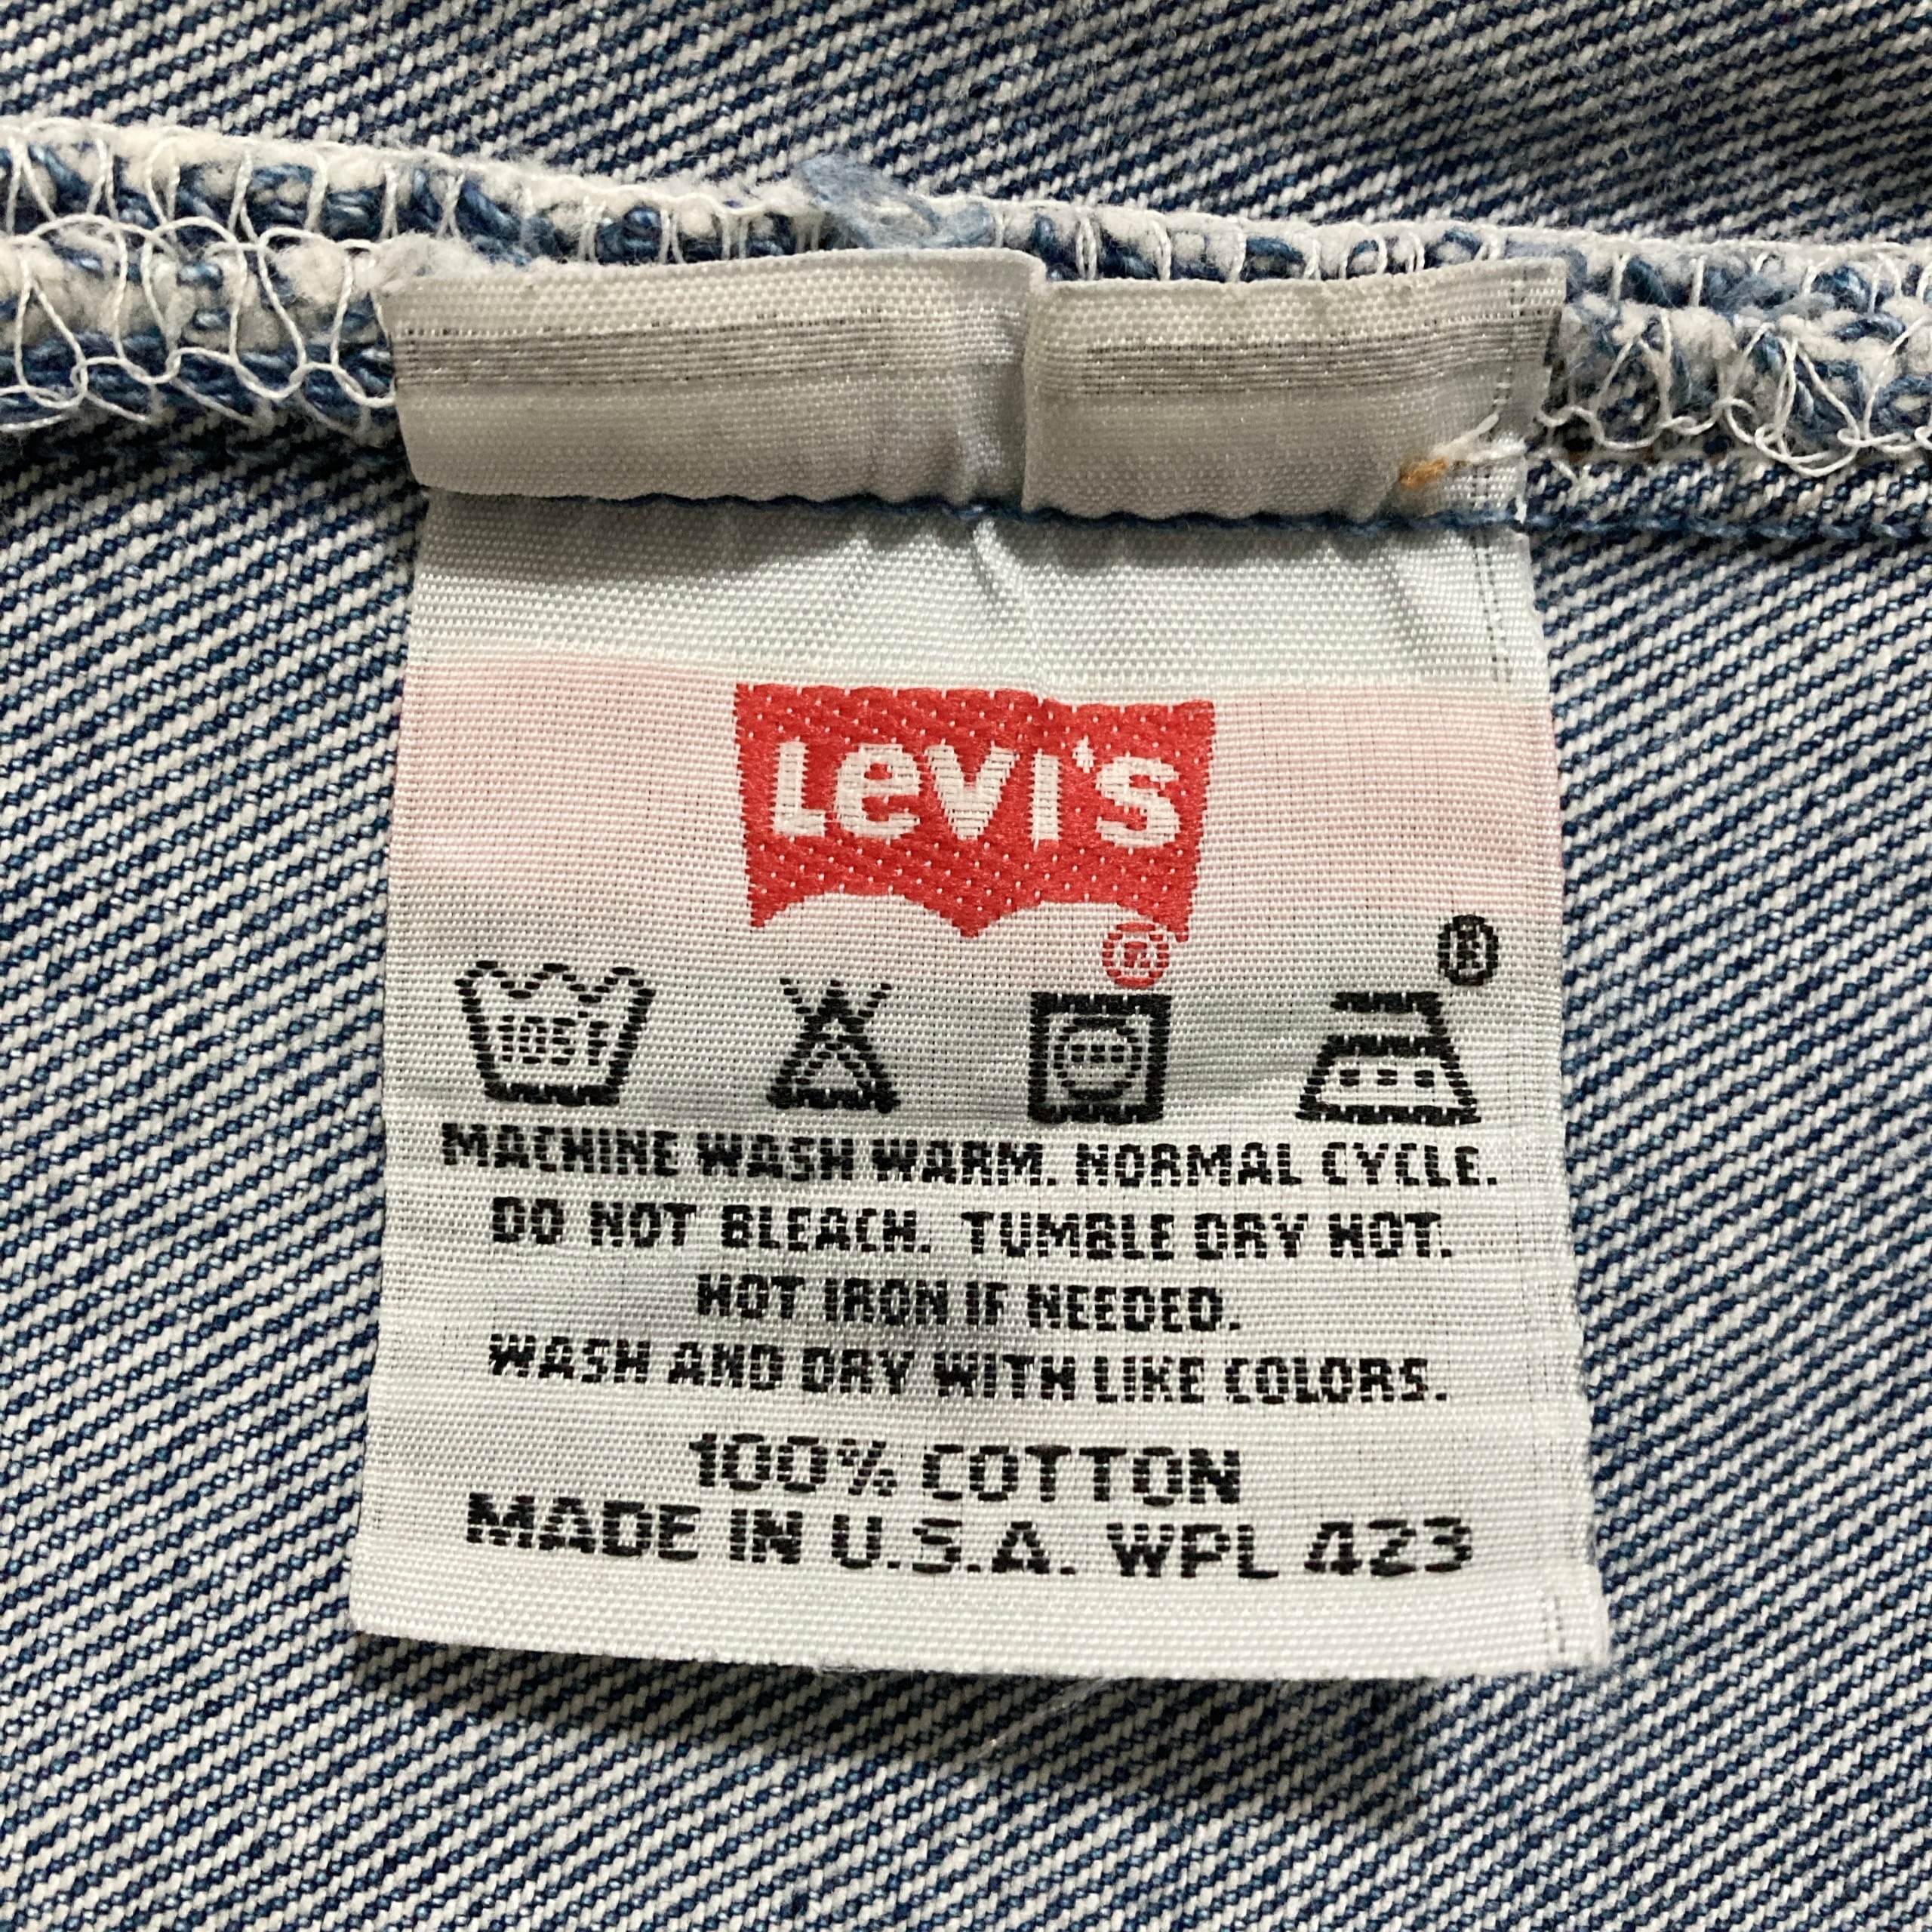 Levi's
®
®
105F
MACHINE WASH WARM. NORMAL CYCLE.
DO NOT BLEACH. TUMBLE DRY HOT.
HOT IRON IF NEEDED.
WASH AND DRY WITH LIKE COLORS.
100% COTTON
MADE IN U.S.A. WPL 423